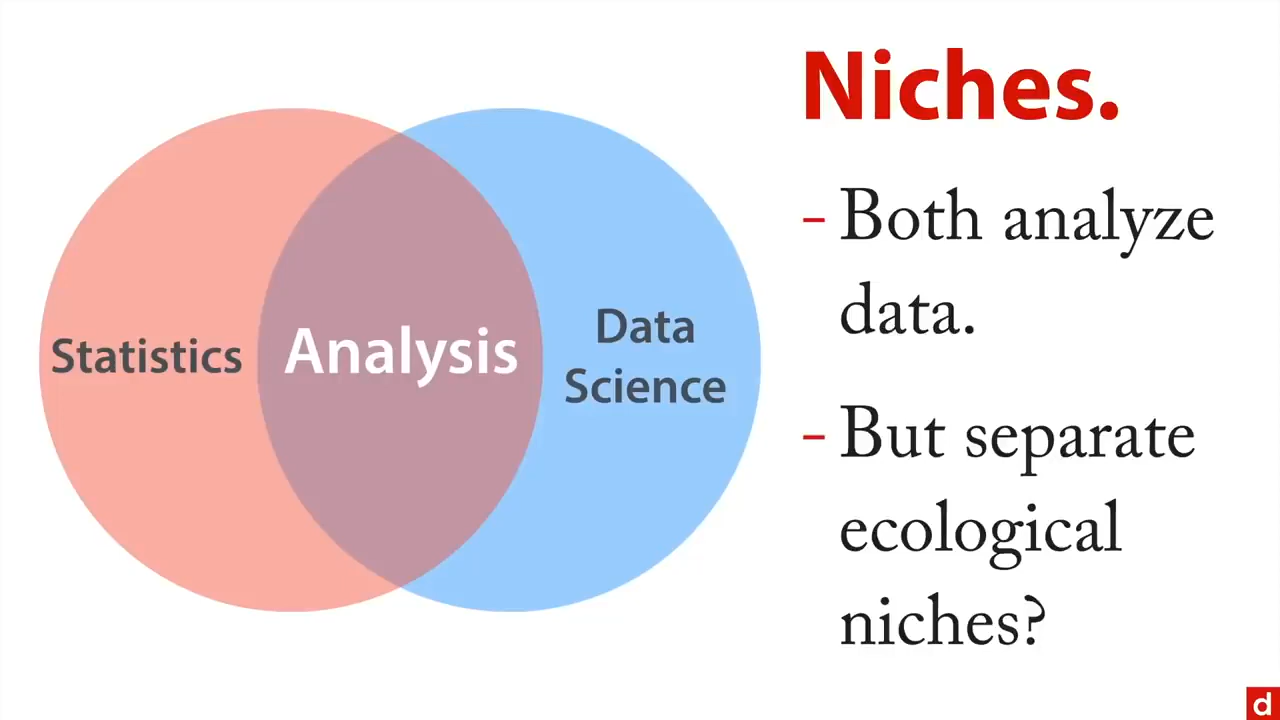 Niches.
- Both analyze
data.
- But separate
ecological
niches?
Statistics
Analysis
Data
Science
d